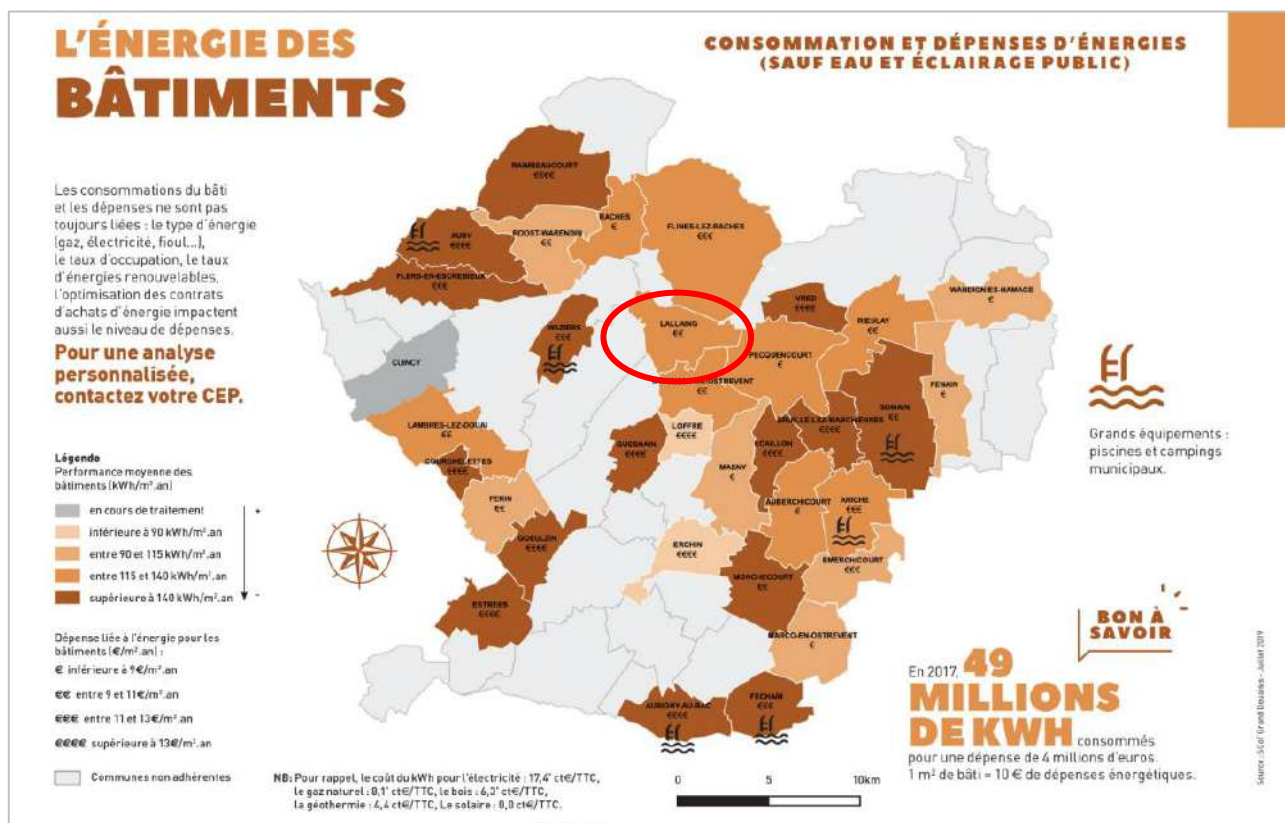 L'ÉNERGIE DES
BÂTIMENTS
CONSOMMATION ET DÉPENSES D'ÉNERGIES
(SAUF EAU ET ÉCLAIRAGE PUBLIC)
Les consommations du bâti
et les dépenses ne sont pas
toujours liées : le type d'énergie
(gaz, électricité, fioul...),
le taux d'occupation, le taux
d'énergies renouvelables,
l'optimisation des contrats
d'achats d'énergie impactent
aussi le niveau de dépenses.
Pour une analyse
personnalisée,
contactez votre CEP.
Légende
Performance moyenne des
bâtiments (kWh/m².an)
en cours de traitement
inférieure à 90 kWh/m².an
entre 90 et 115 kWh/m².an
entre 115 et 140 kWh/m².an
supérieure à 140 kWh/m².an
+
-
Dépense liée à l'énergie pour les
bâtiments (€/m².an) :
€ inférieure à 9€/m².an
€€ entre 9 et 11€/m².an
€€€ entre 11 et 13€/m².an
€€€€ supérieure à 13€/m².an
Communes non adhérentes
RAIMBEAUCOURT
€€€€
RACHES
€
FLINES-LEZ-RACHES
€€€
ROOST-WARENDIN
€€
AUBY
€€€€
FLERS-EN-ESCREBIEUX
€€€
WAZIERS
€€€
CUINCY
LALLAING
€€
VRED
€€€€
RIEULAY
€€
WANDIGNIES-HAMAGE
€
PECQUENCOURT
€
OSTREVENT
€€
FENAIN
€
SOMAIN
€€
BRUILLE-LEZ-MARCHIENNES
€€€€
LAMBRES-LEZ-DOUAI
€€
COURCHELETTES
€€€€
GUESNAIN
€€€€
LOFFRE
€€€€
ECAILLON
€€€€
MASNY
€
AUBERCHICOURT
€
ANICHE
€€€
FERIN
€€
GOEULZIN
€€€€
ERCHIN
€€€€
EMERCHICOURT
€€€
MONCHECOURT
€€
ESTREES
€€€€
MARCQ-EN-OSTREVENT
€
AUBIGNY-AU-BAC
€€€€
FECHAIN
€€€
Grands équipements :
piscines et campings
municipaux.
BON À
SAVOIR
En 2017, 49
MILLIONS
DE KWH consommés
pour une dépense de 4 millions d'euros.
1 m² de bâti = 10 € de dépenses énergétiques.
NB: Pour rappel, le coût du kWh pour l'électricité : 17,4* ct€/TTC,
le gaz naturel : 8,1* ct€/TTC, le bois : 6,3* ct€/TTC,
la géothermie : 4,4 ct€/TTC, Le solaire : 0,0 ct€/TTC.
0 5 10km
Source : SCoT Grand Douaisis - Juillet 2019